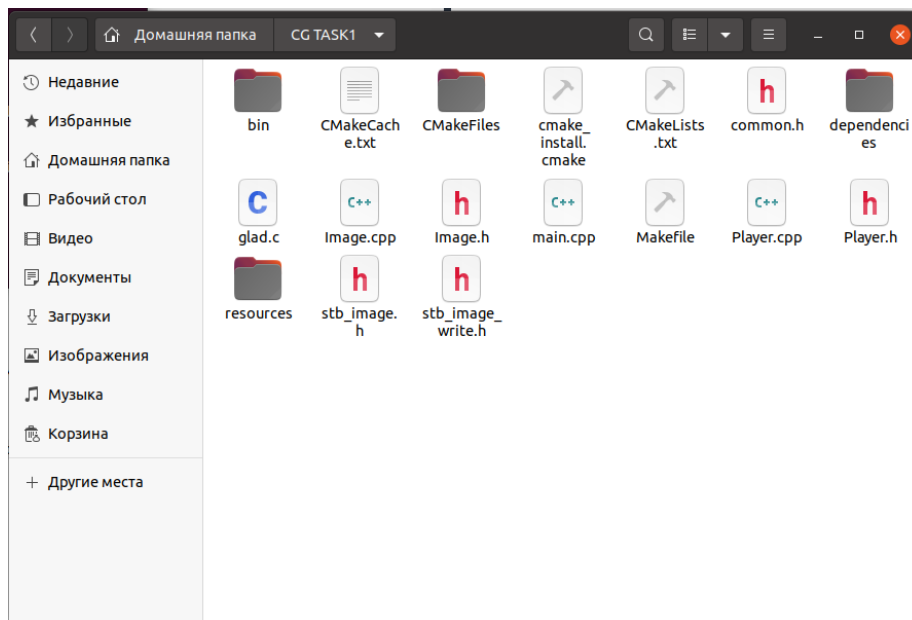 Домашняя папка CG TASK1
Недавние
Избранные
Домашняя папка
Рабочий стол
Видео
Документы
Загрузки
Изображения
Музыка
Корзина
Другие места
bin
CMakeCach
e.txt
CMakeFiles
cmake_
install.
cmake
CMakeLists
.txt
common.h
dependenci
es
C
glad.c
C++
Image.cpp
h
Image.h
C++
main.cpp
Makefile
C++
Player.cpp
h
Player.h
resources
h
stb_image.
h
h
stb_image_
write.h
h